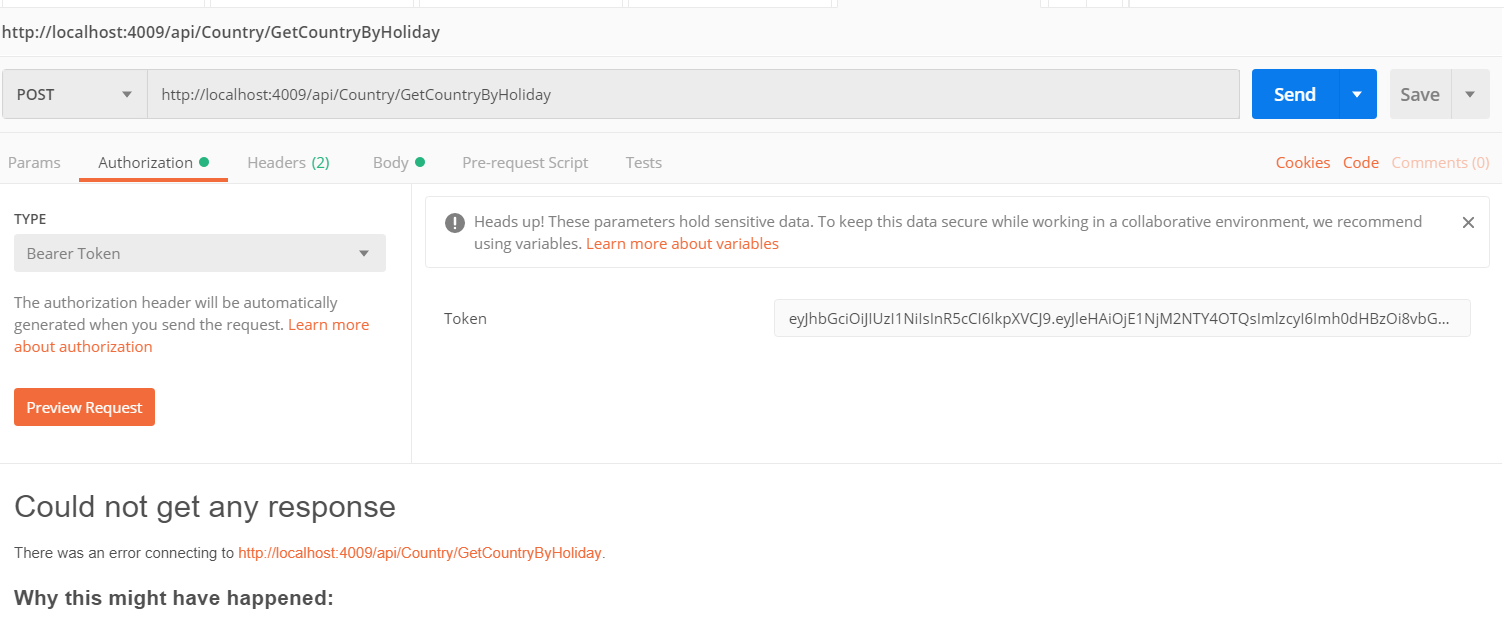 http://localhost:4009/api/Country/GetCountryByHoliday
POST http://localhost:4009/api/Country/GetCountryByHoliday Send Save
Params Authorization Headers (2) Body Pre-request Script Tests Cookies Code Comments (0)
TYPE
Bearer Token
The authorization header will be automatically
generated when you send the request. Learn more
about authorization
Preview Request
Heads up! These parameters hold sensitive data. To keep this data secure while working in a collaborative environment, we recommend
using variables. Learn more about variables
Token eyJhbGciOiJIUzI1NiIsInR5cCI6IkpXVCJ9.eyJleHAiOjE1NjM2NTY4OTQsImlzcyI6Imh0dHBzOi8vbG...
Could not get any response
There was an error connecting to http://localhost:4009/api/Country/GetCountryByHoliday.
Why this might have happened: